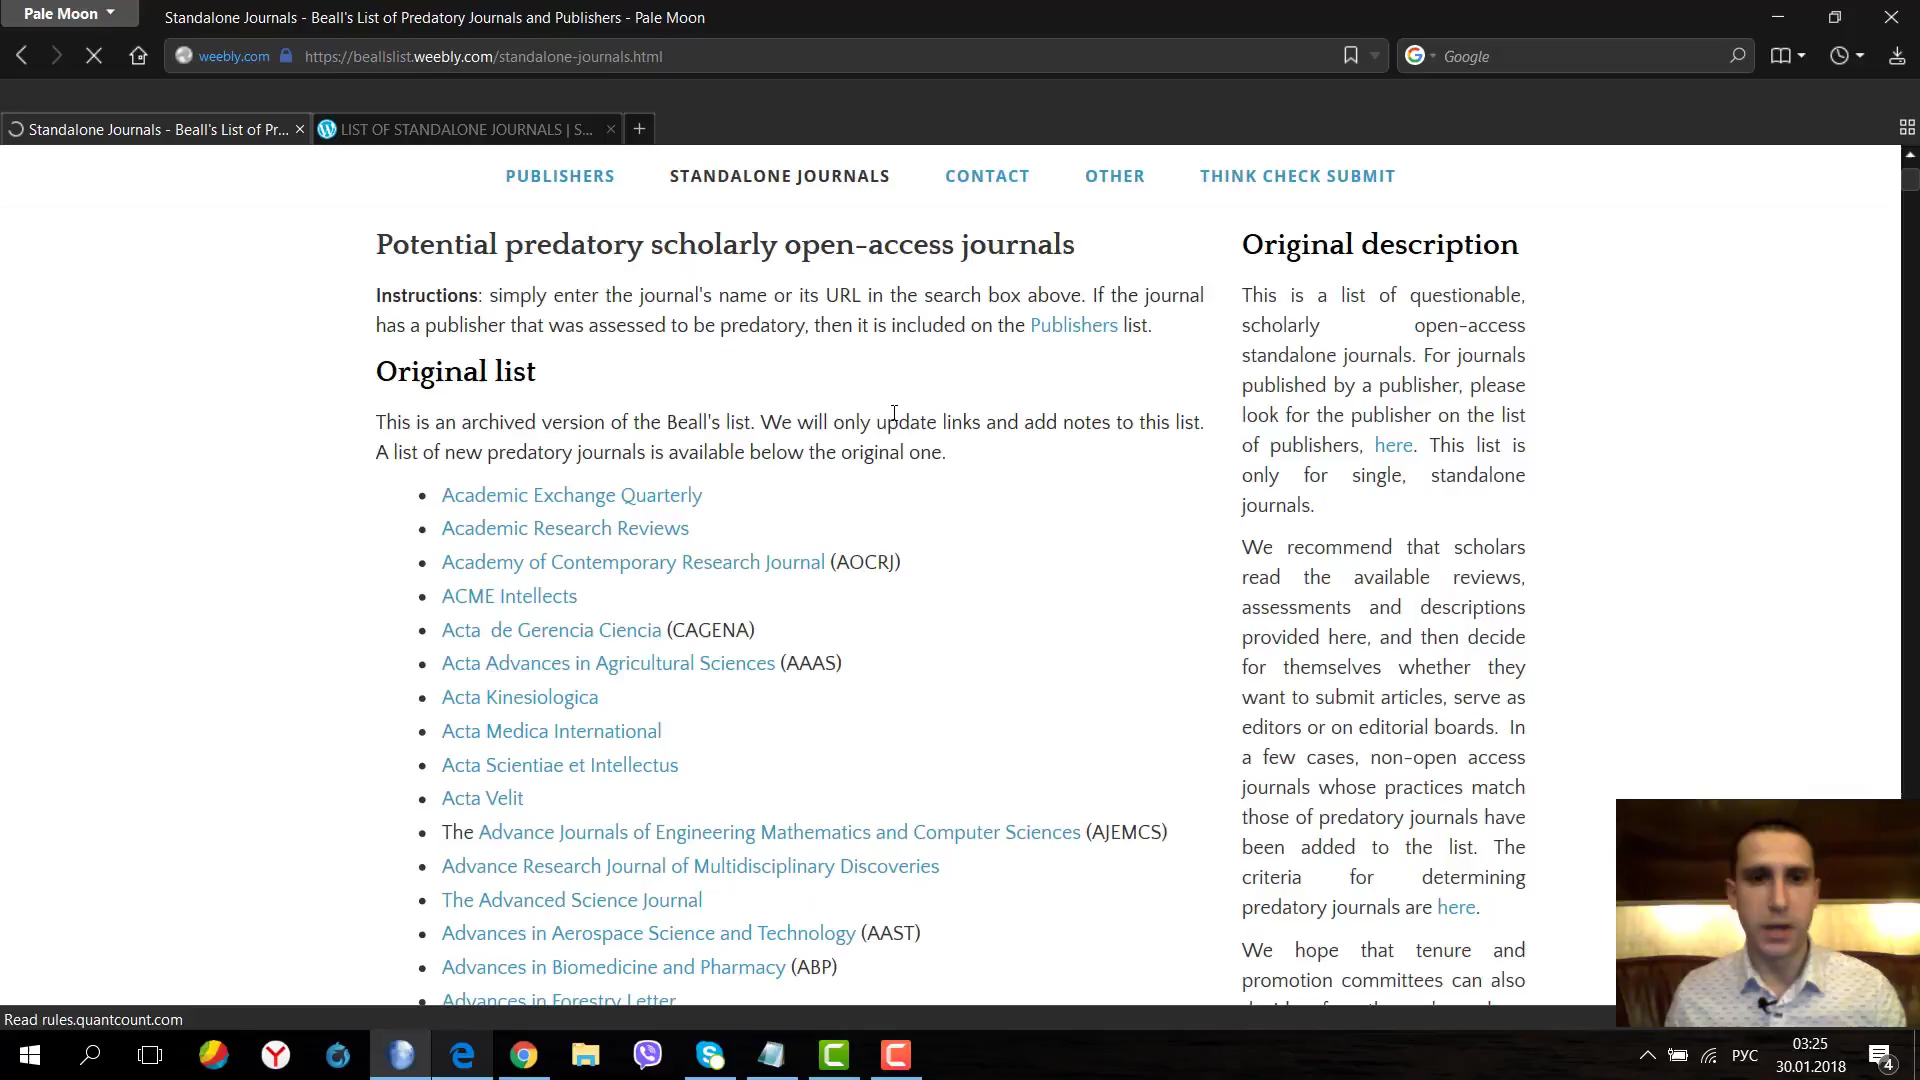 Pale Moon
Standalone Journals - Beall's List of Predatory Journals and Publishers - Pale Moon
weebly.com
https://beallslist.weebly.com/standalone-journals.html
Google
Standalone Journals - Beall's List of Pr...
LIST OF STANDALONE JOURNALS | S...
PUBLISHERS
STANDALONE JOURNALS
CONTACT
OTHER
THINK CHECK SUBMIT
Potential predatory scholarly open-access journals
Instructions: simply enter the journal's name or its URL in the search box above. If the journal
has a publisher that was assessed to be predatory, then it is included on the Publishers list.
Original list
This is an archived version of the Beall's list. We will only update links and add notes to this list.
A list of new predatory journals is available below the original one.
Academic Exchange Quarterly
Academic Research Reviews
Academy of Contemporary Research Journal (AOCRJ)
ACME Intellects
Acta de Gerencia Ciencia (CAGENA)
Acta Advances in Agricultural Sciences (AAAS)
Acta Kinesiologica
Acta Medica International
Acta Scientiae et Intellectus
Acta Velit
The Advance Journals of Engineering Mathematics and Computer Sciences (AJEMCS)
Advance Research Journal of Multidisciplinary Discoveries
The Advanced Science Journal
Advances in Aerospace Science and Technology (AAST)
Advances in Biomedicine and Pharmacy (ABP)
Advances in Forestry Letter
Original description
This is a list of questionable,
scholarly open-access
standalone journals. For journals
published by a publisher, please
look for the publisher on the list
of publishers, here. This list is
only for single, standalone
journals.
We recommend that scholars
read the available reviews,
assessments and descriptions
provided here, and then decide
for themselves whether they
want to submit articles, serve as
editors or on editorial boards. In
a few cases, non-open access
journals whose practices match
those of predatory journals have
been added to the list. The
criteria for determining
predatory journals are here.
We hope that tenure and
promotion committees can also
Read rules.quantcount.com
РУС
03:25
30.01.2018
4